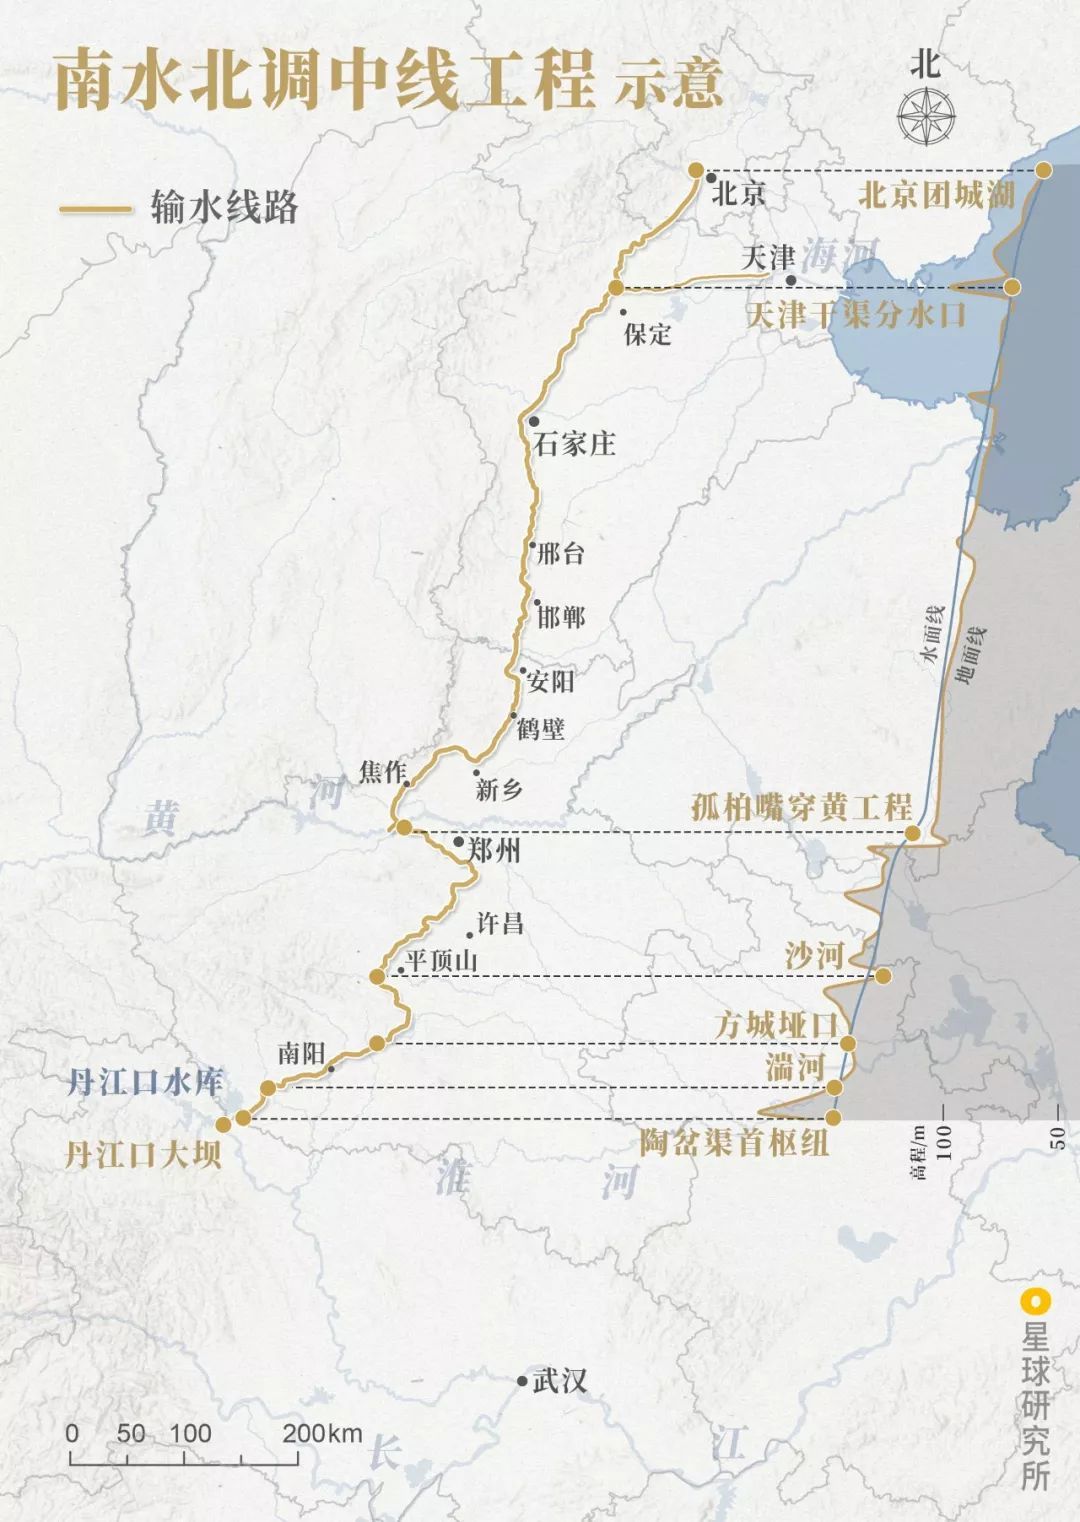 南水北调中线工程 示意
北
输水线路
北京
北京团城湖
天津
海河
天津干渠分水口
保定
石家庄
邢台
邯郸
水面线
地面线
安阳
鹤壁
焦作
新乡
黄
河
孤柏嘴穿黄工程
郑州
许昌
平顶山
沙河
方城垭口
南阳
湍河
丹江口水库
丹江口大坝
陶岔渠首枢纽
高程/m
100
50
淮
河
武汉
长
江
0 50 100 200km
星球研究所